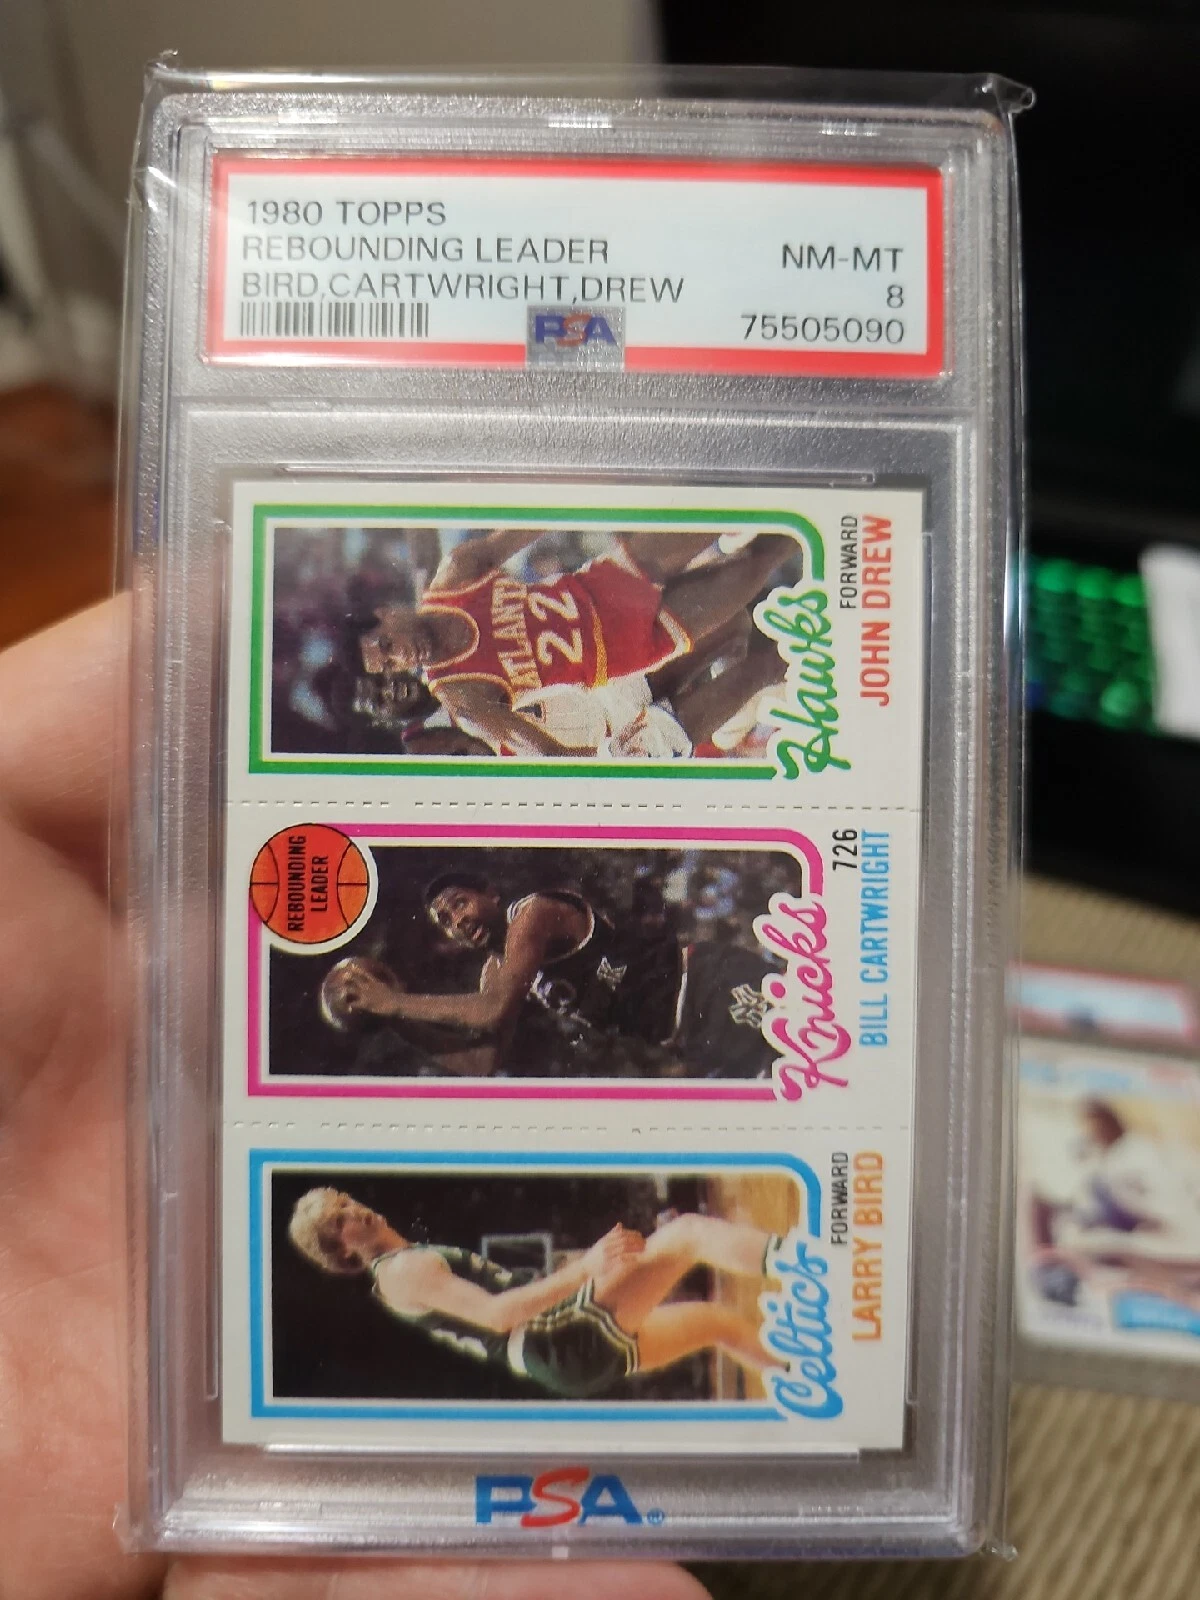 1980 TOPPS
REBOUNDING LEADER
BIRD,CARTWRIGHT,DREW
NM-MT
8
75505090
PSA
ATLANTA
22
Hawks
FORWARD
JOHN DREW
REBOUNDING
LEADER
Knicks
726
BILL CARTWRIGHT
Celtics
FORWARD
LARRY BIRD
PSA®